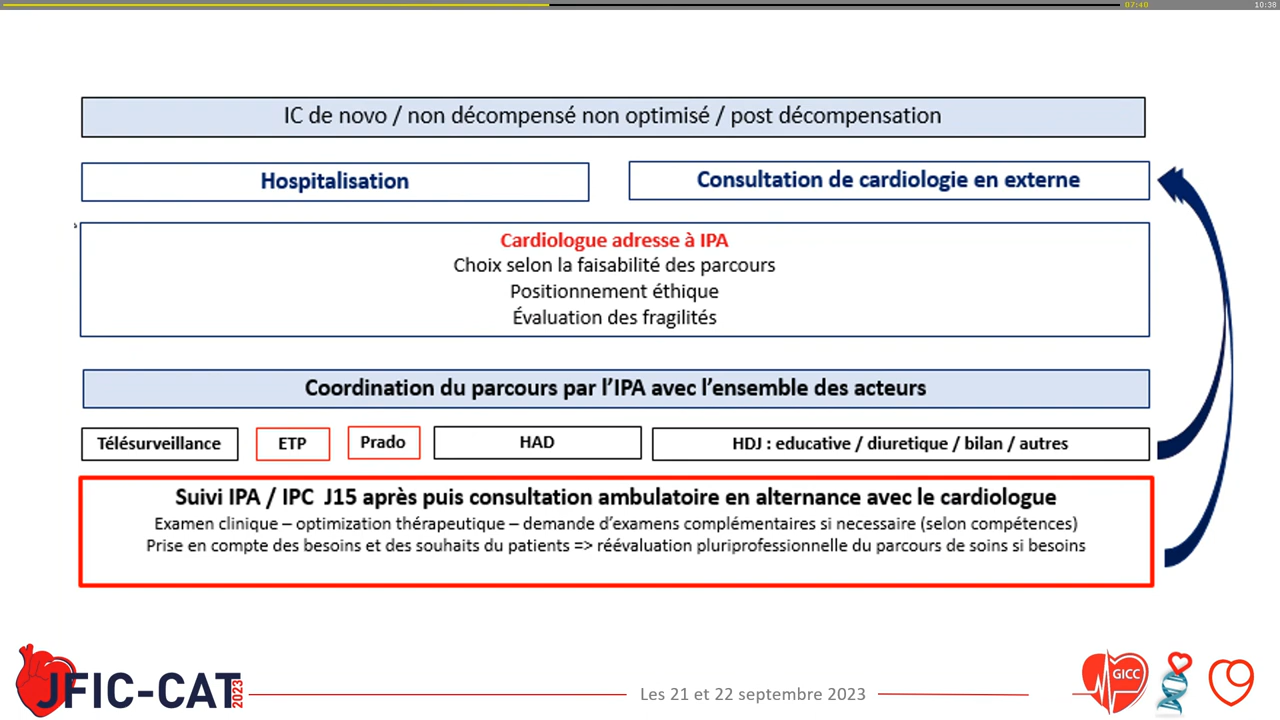 07:40
10:38
IC de novo / non décompensé non optimisé / post décompensation
Hospitalisation
Consultation de cardiologie en externe
Cardiologue adresse à IPA
Choix selon la faisabilité des parcours
Positionnement éthique
Évaluation des fragilités
Coordination du parcours par l'IPA avec l'ensemble des acteurs
Télésurveillance
ETP
Prado
HAD
HDJ : educative / diuretique / bilan / autres
Suivi IPA / IPC J15 après puis consultation ambulatoire en alternance avec le cardiologue
Examen clinique – optimization thérapeutique – demande d'examens complémentaires si necessaire (selon compétences)
Prise en compte des besoins et des souhaits du patients => réévaluation pluriprofessionnelle du parcours de soins si besoins
JFIC-CAT 2023
Les 21 et 22 septembre 2023
GICC